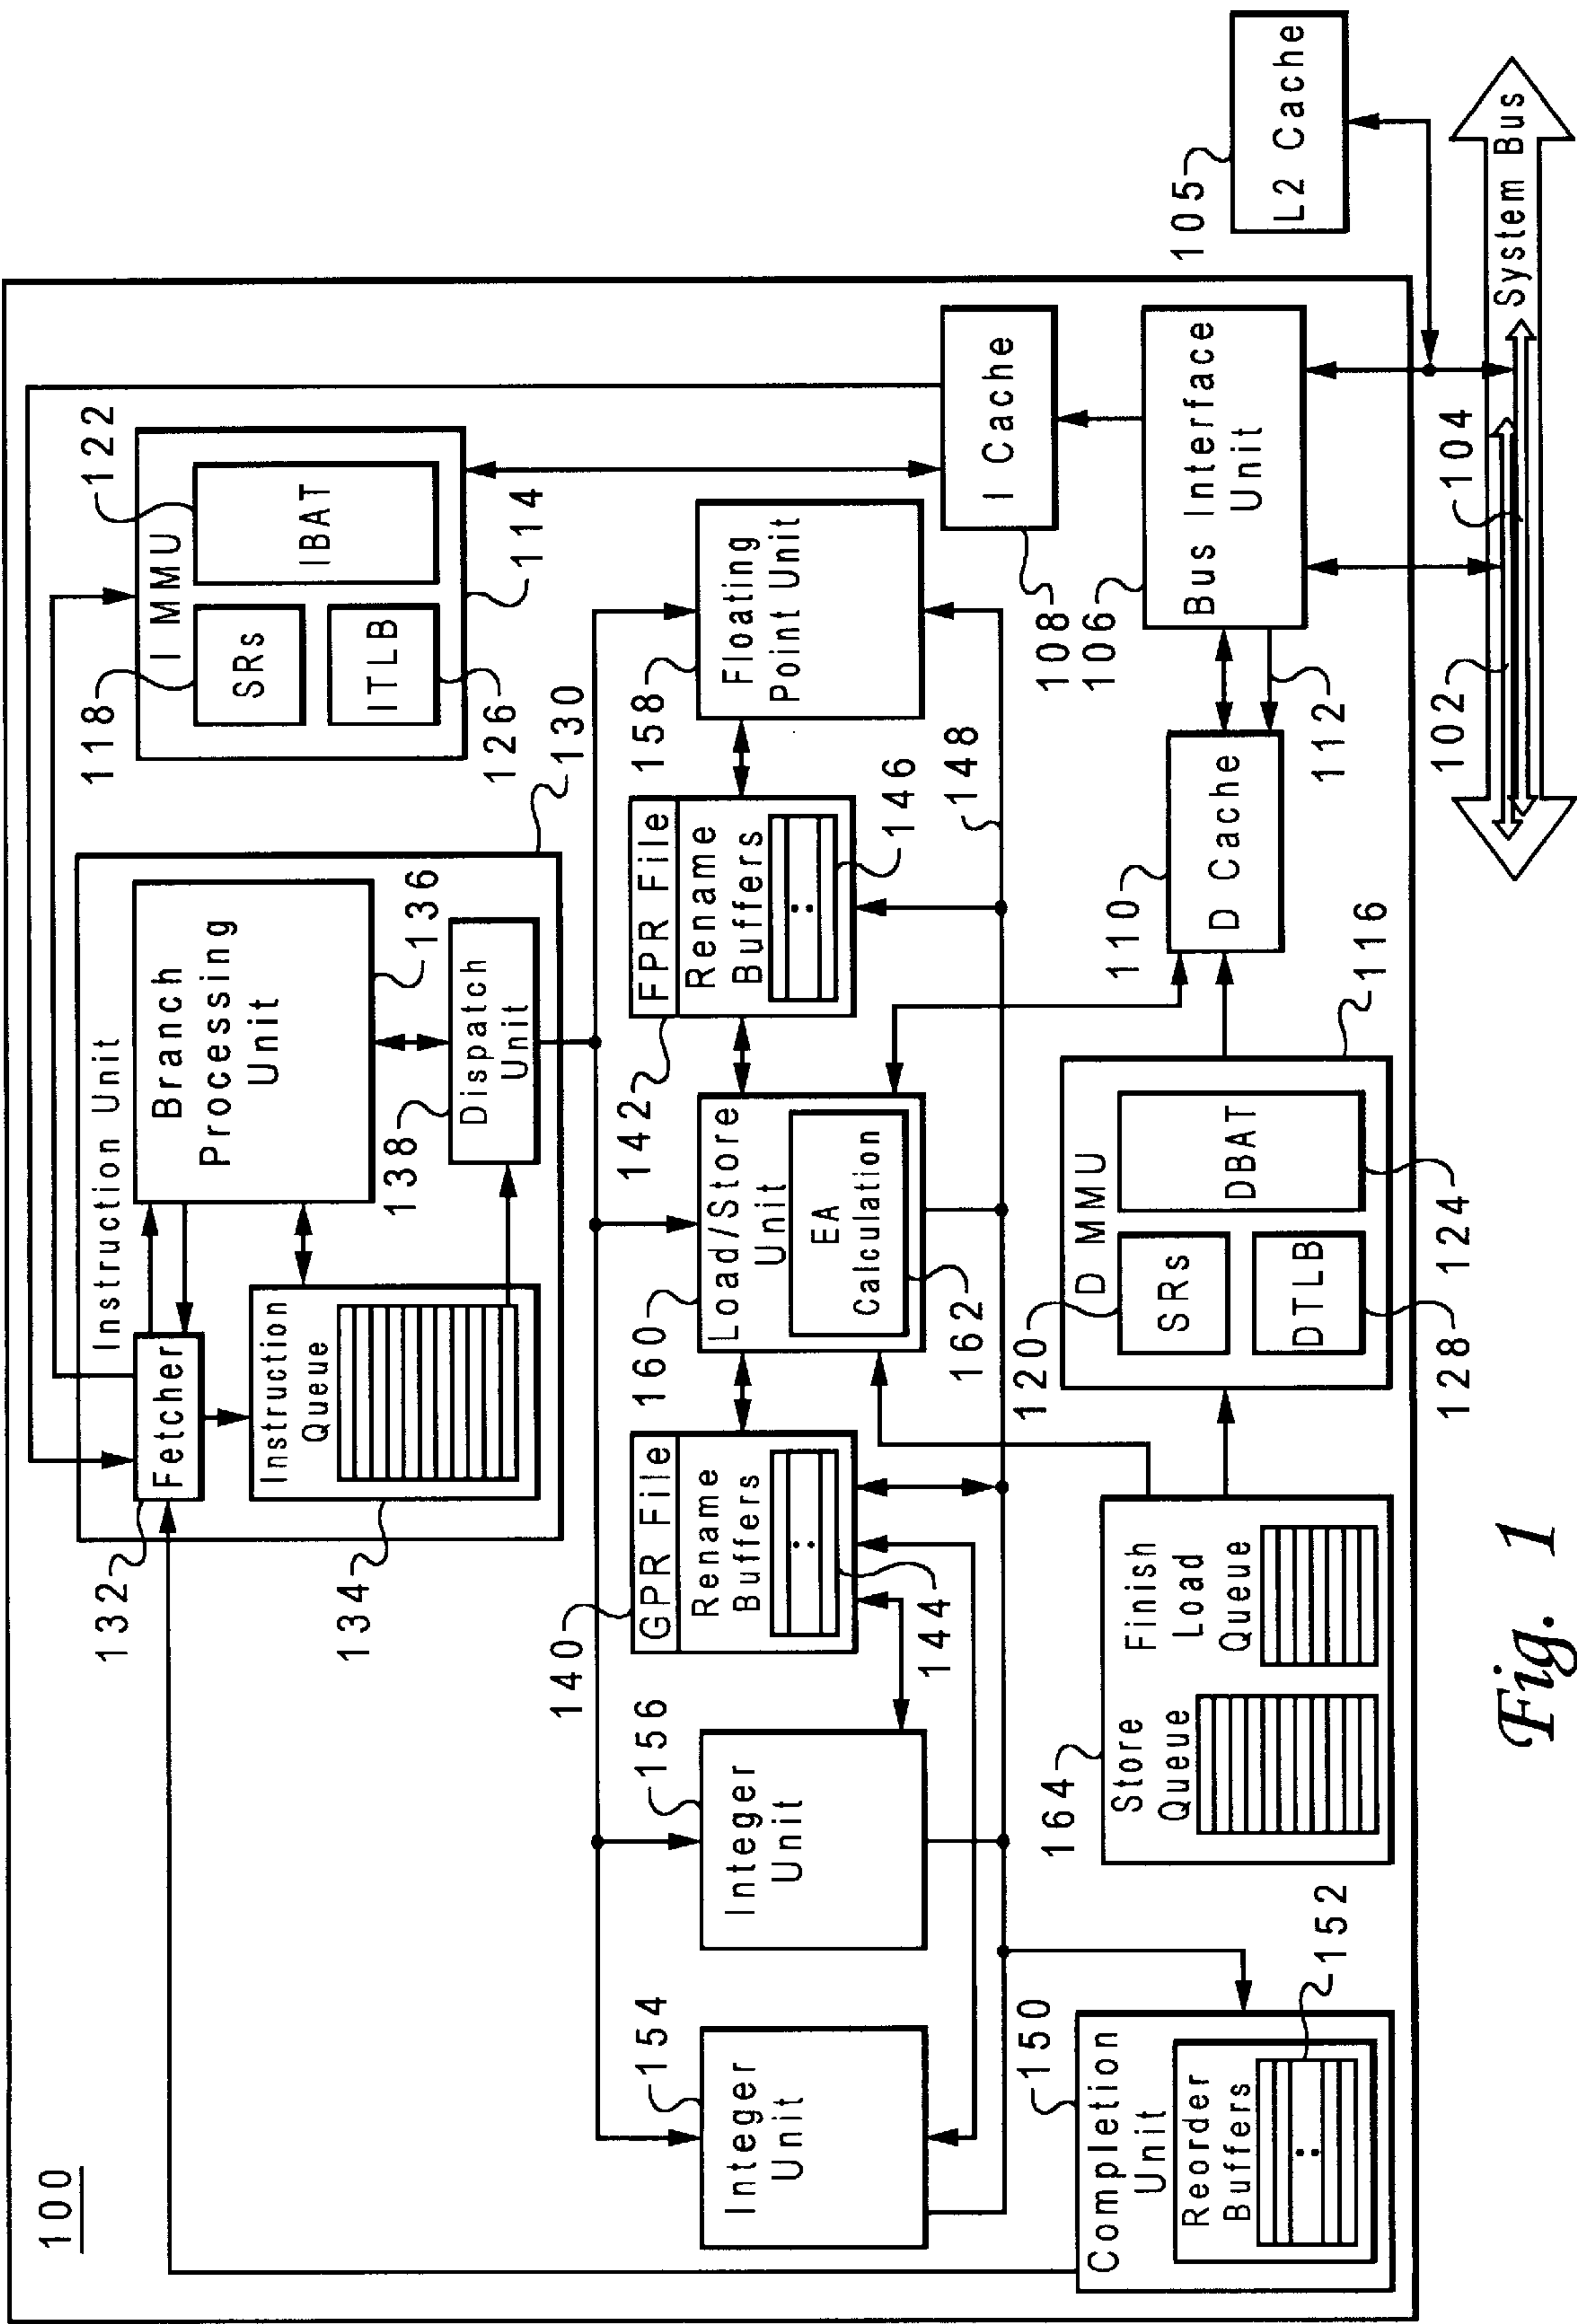 100
Instruction Unit
130
132
Fetcher
134
Instruction
Queue
Branch
Processing
Unit
136
138
Dispatch
Unit
118
122
I MMU
SRs
IBAT
ITLB
126
114
154
Integer
Unit
156
Integer
Unit
140
GPR File
Rename
Buffers
144
160
Load/Store
Unit
EA
Calculation
162
142
FPR File
Rename
Buffers
146
158
Floating
Point Unit
148
108
I Cache
150
Completion
Unit
Reorder
Buffers
152
164
Store
Queue
Finish
Load
Queue
120
D MMU
SRs
DBAT
DTLB
128
124
116
110
D Cache
112
106
Bus Interface
Unit
105
L2 Cache
102
104
System Bus
Fig. 1